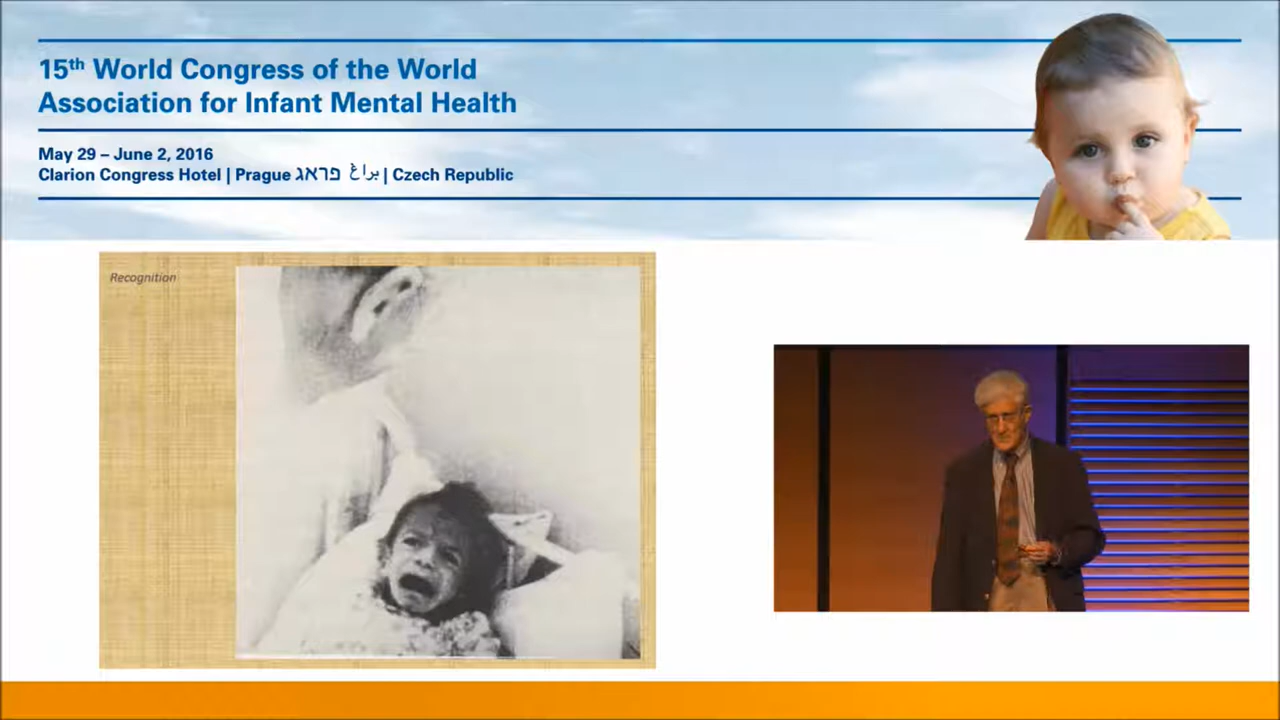 15th World Congress of the World
Association for Infant Mental Health
May 29 – June 2, 2016
Clarion Congress Hotel | Prague פראג براغ | Czech Republic
Recognition